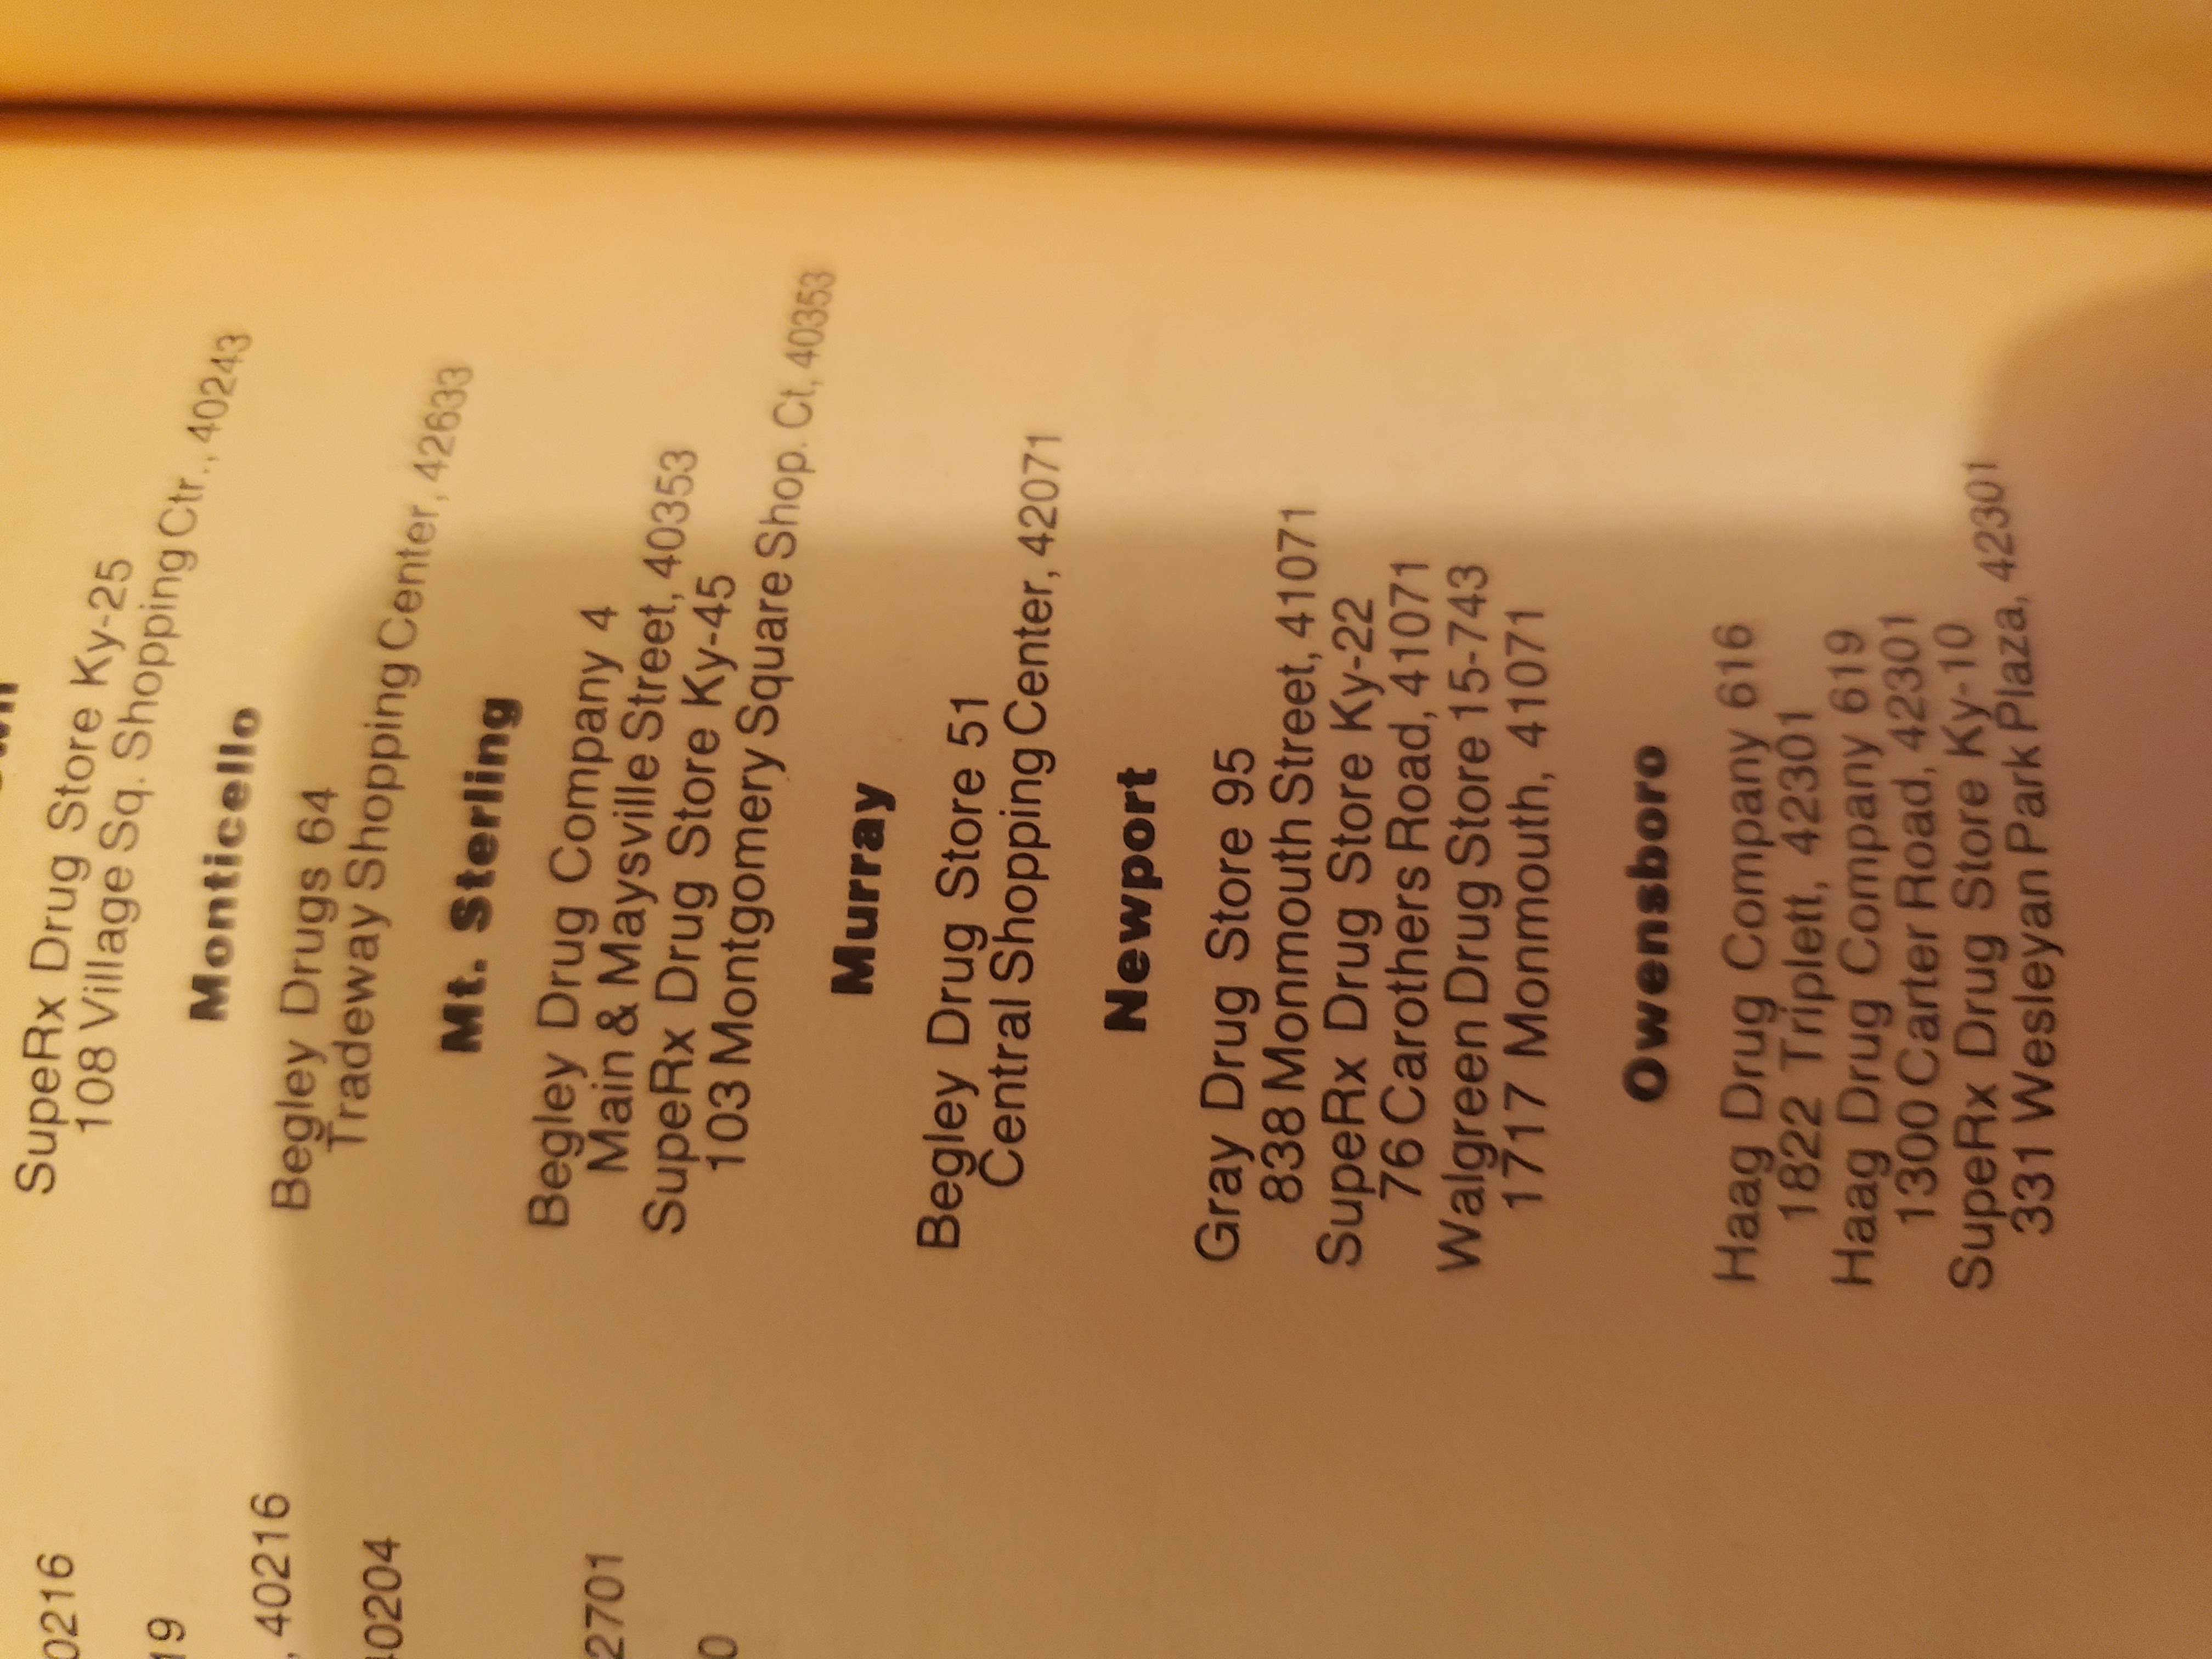 SupeRx Drug Store Ky-25
108 Village Sq. Shopping Ctr., 40243
Monticello
Begley Drugs 64
Tradeway Shopping Center, 42633
Mt. Sterling
Begley Drug Company 4
Main & Maysville Street, 40353
SupeRx Drug Store Ky-45
103 Montgomery Square Shop. Ct, 40353
Murray
Begley Drug Store 51
Central Shopping Center, 42071
Newport
Gray Drug Store 95
838 Monmouth Street, 41071
SupeRx Drug Store Ky-22
76 Carothers Road, 41071
Walgreen Drug Store 15-743
1717 Monmouth, 41071
Owensboro
Haag Drug Company 616
1822 Triplett, 42301
Haag Drug Company 619
1300 Carter Road, 42301
SupeRx Drug Store Ky-10
331 Wesleyan Park Plaza, 42301